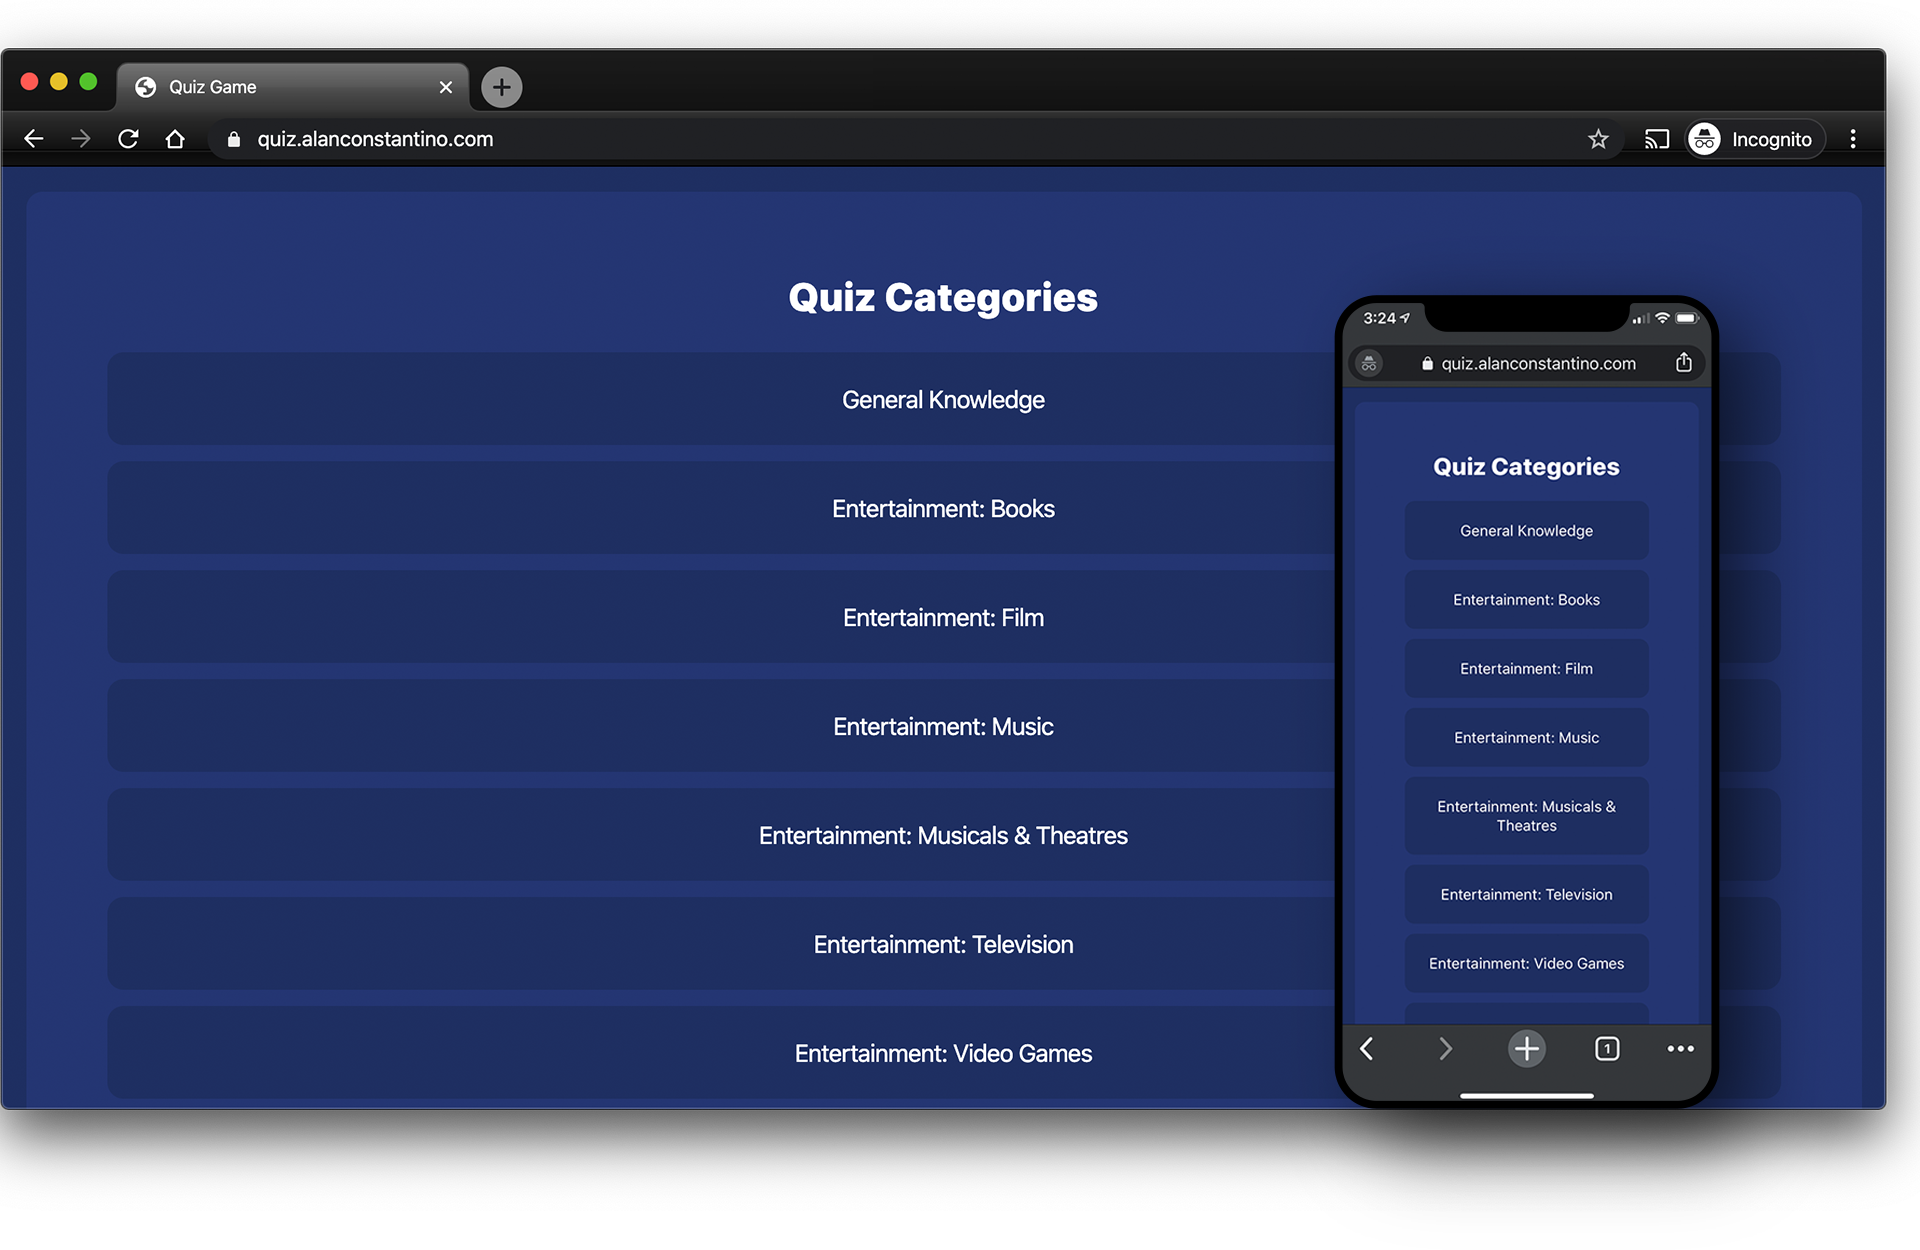 Quiz Game
quiz.alanconstantino.com
Incognito
Quiz Categories
General Knowledge
Entertainment: Books
Entertainment: Film
Entertainment: Music
Entertainment: Musicals & Theatres
Entertainment: Television
Entertainment: Video Games
3:24
quiz.alanconstantino.com
Quiz Categories
General Knowledge
Entertainment: Books
Entertainment: Film
Entertainment: Music
Entertainment: Musicals &
Theatres
Entertainment: Television
Entertainment: Video Games
1